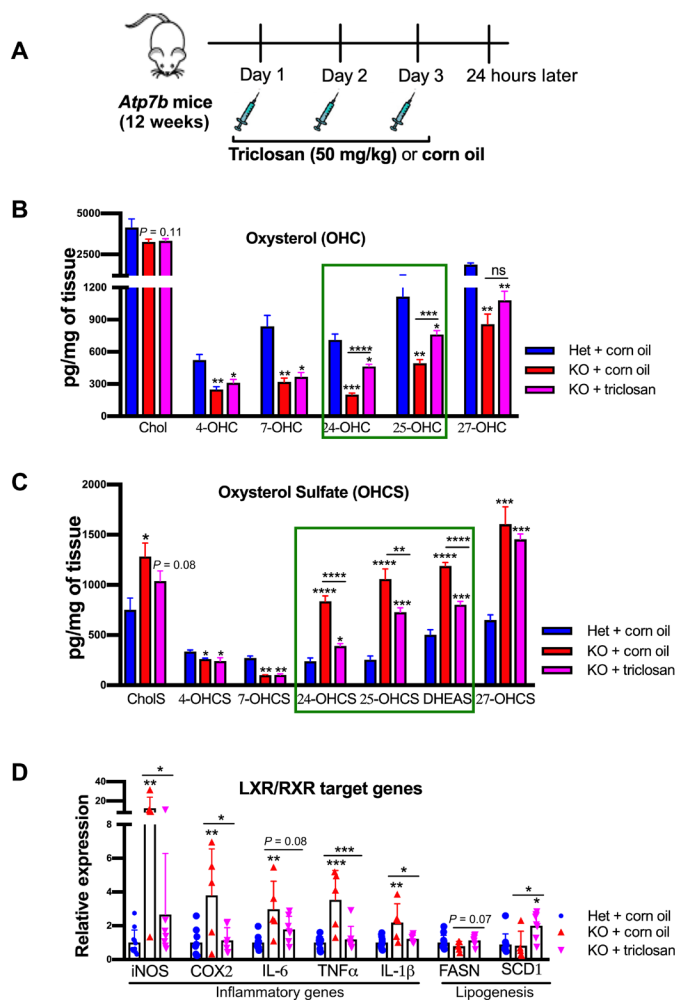 A
Day 1 Day 2 Day 3 24 hours later
Atp7b mice
(12 weeks)
Triclosan (50 mg/kg) or corn oil
B
Oxysterol (OHC)
pg/mg of tissue
5000
2500
1200
900
600
300
0
P = 0.11
** *
** *
*** **** *
** *** *
** ns **
Chol 4-OHC 7-OHC 24-OHC 25-OHC 27-OHC
Het + corn oil
KO + corn oil
KO + triclosan
C
Oxysterol Sulfate (OHCS)
pg/mg of tissue
2000
1500
1000
500
0
* P = 0.08
* *
** **
**** **** *
**** ** ***
**** **** ***
*** ***
CholS 4-OHCS 7-OHCS 24-OHCS 25-OHCS DHEAS 27-OHCS
Het + corn oil
KO + corn oil
KO + triclosan
D
LXR/RXR target genes
Relative expression
40
20
8
6
4
2
0
** *
** *
P = 0.08 **
*** ***
** *
P = 0.07
* *
iNOS COX2 IL-6 TNFα IL-1β FASN SCD1
Inflammatory genes Lipogenesis
Het + corn oil
KO + corn oil
KO + triclosan